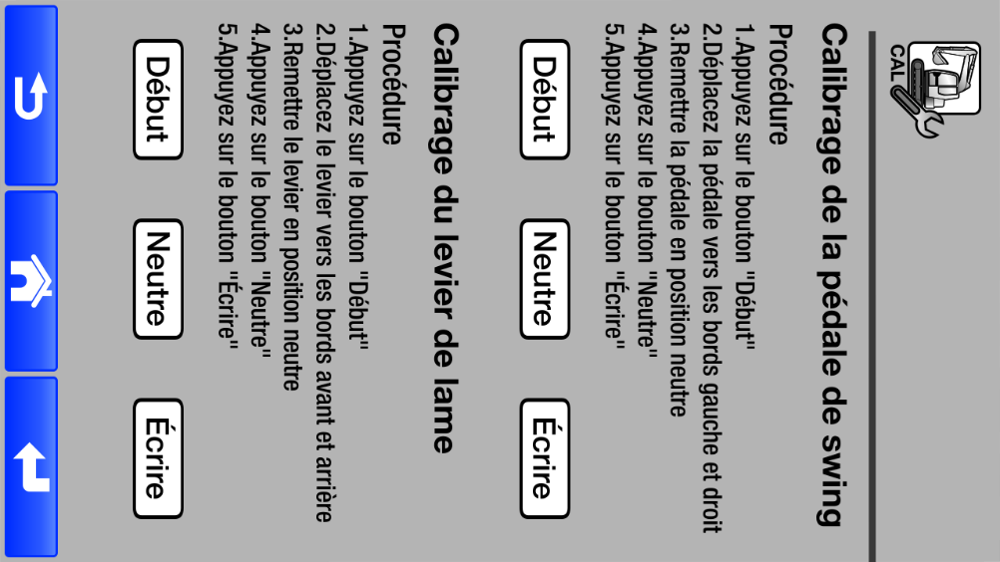 CAL
Calibrage de la pédale de swing
Procédure
1.Appuyez sur le bouton "Début"
2.Déplacez la pédale vers les bords gauche et droit
3.Remettre la pédale en position neutre
4.Appuyez sur le bouton "Neutre"
5.Appuyez sur le bouton "Écrire"
Début Neutre Écrire
Calibrage du levier de lame
Procédure
1.Appuyez sur le bouton "Début"
2.Déplacez le levier vers les bords avant et arrière
3.Remettre le levier en position neutre
4.Appuyez sur le bouton "Neutre"
5.Appuyez sur le bouton "Écrire"
Début Neutre Écrire